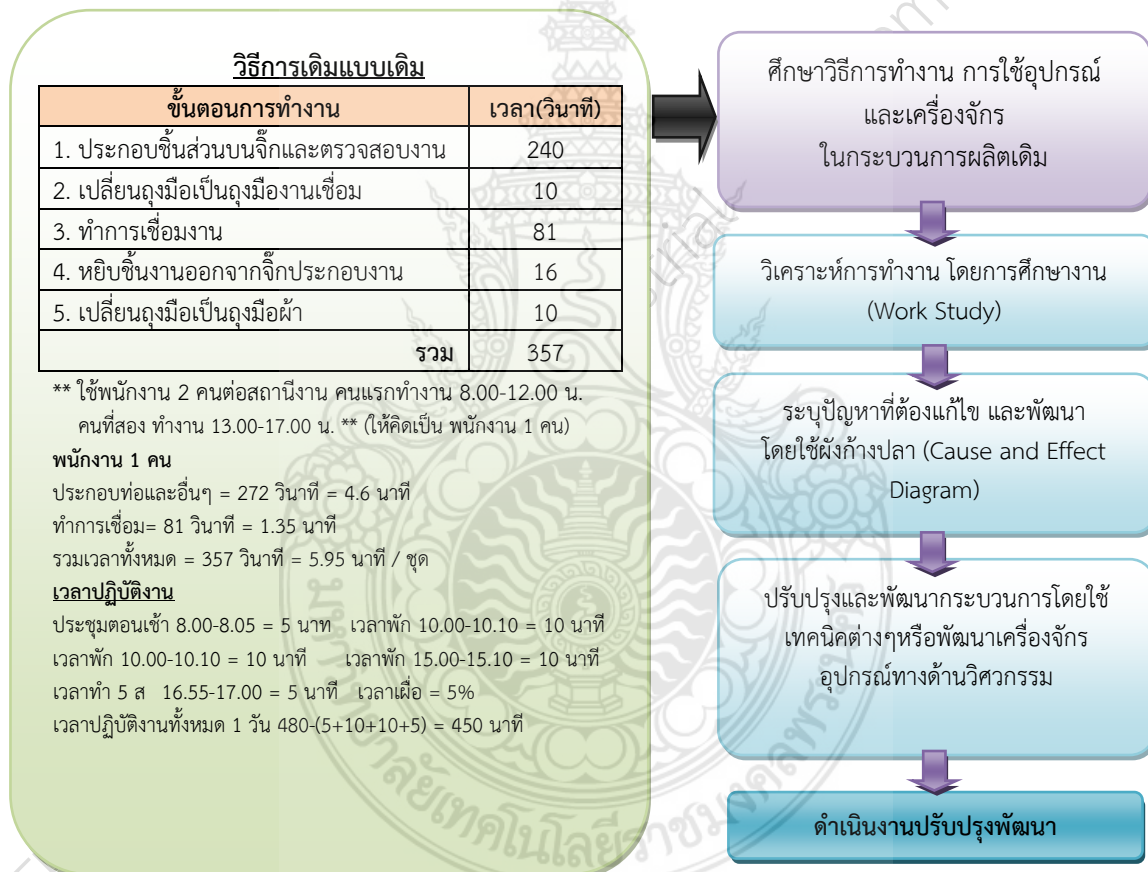 วิธีการเดิมแบบเดิม
ขั้นตอนการทำงาน เวลา(วินาที)
1. ประกอบชิ้นส่วนบนจิ๊กและตรวจสอบงาน 240
2. เปลี่ยนถุงมือเป็นถุงมืองานเชื่อม 10
3. ทำการเชื่อมงาน 81
4. หยิบชิ้นงานออกจากจิ๊กประกอบงาน 16
5. เปลี่ยนถุงมือเป็นถุงมือผ้า 10
รวม 357
** ใช้พนักงาน 2 คนต่อสถานีงาน คนแรกทำงาน 8.00-12.00 น.
คนที่สอง ทำงาน 13.00-17.00 น. ** (ให้คิดเป็น พนักงาน 1 คน)
พนักงาน 1 คน
ประกอบท่อและอื่นๆ = 272 วินาที = 4.6 นาที
ทำการเชื่อม= 81 วินาที = 1.35 นาที
รวมเวลาทั้งหมด = 357 วินาที = 5.95 นาที / ชุด
เวลาปฏิบัติงาน
ประชุมตอนเช้า 8.00-8.05 = 5 นาท เวลาพัก 10.00-10.10 = 10 นาที
เวลาพัก 10.00-10.10 = 10 นาที เวลาพัก 15.00-15.10 = 10 นาที
เวลาทำ 5 ส 16.55-17.00 = 5 นาที เวลาเผื่อ = 5%
เวลาปฏิบัติงานทั้งหมด 1 วัน 480-(5+10+10+5) = 450 นาที
ศึกษาวิธีการทำงาน การใช้อุปกรณ์
และเครื่องจักร
ในกระบวนการผลิตเดิม
วิเคราะห์การทำงาน โดยการศึกษางาน
(Work Study)
ระบุปัญหาที่ต้องแก้ไข และพัฒนา
โดยใช้ผังก้างปลา (Cause and Effect
Diagram)
ปรับปรุงและพัฒนากระบวนการโดยใช้
เทคนิคต่างๆหรือพัฒนาเครื่องจักร
อุปกรณ์ทางด้านวิศวกรรม
ดำเนินงานปรับปรุงพัฒนา